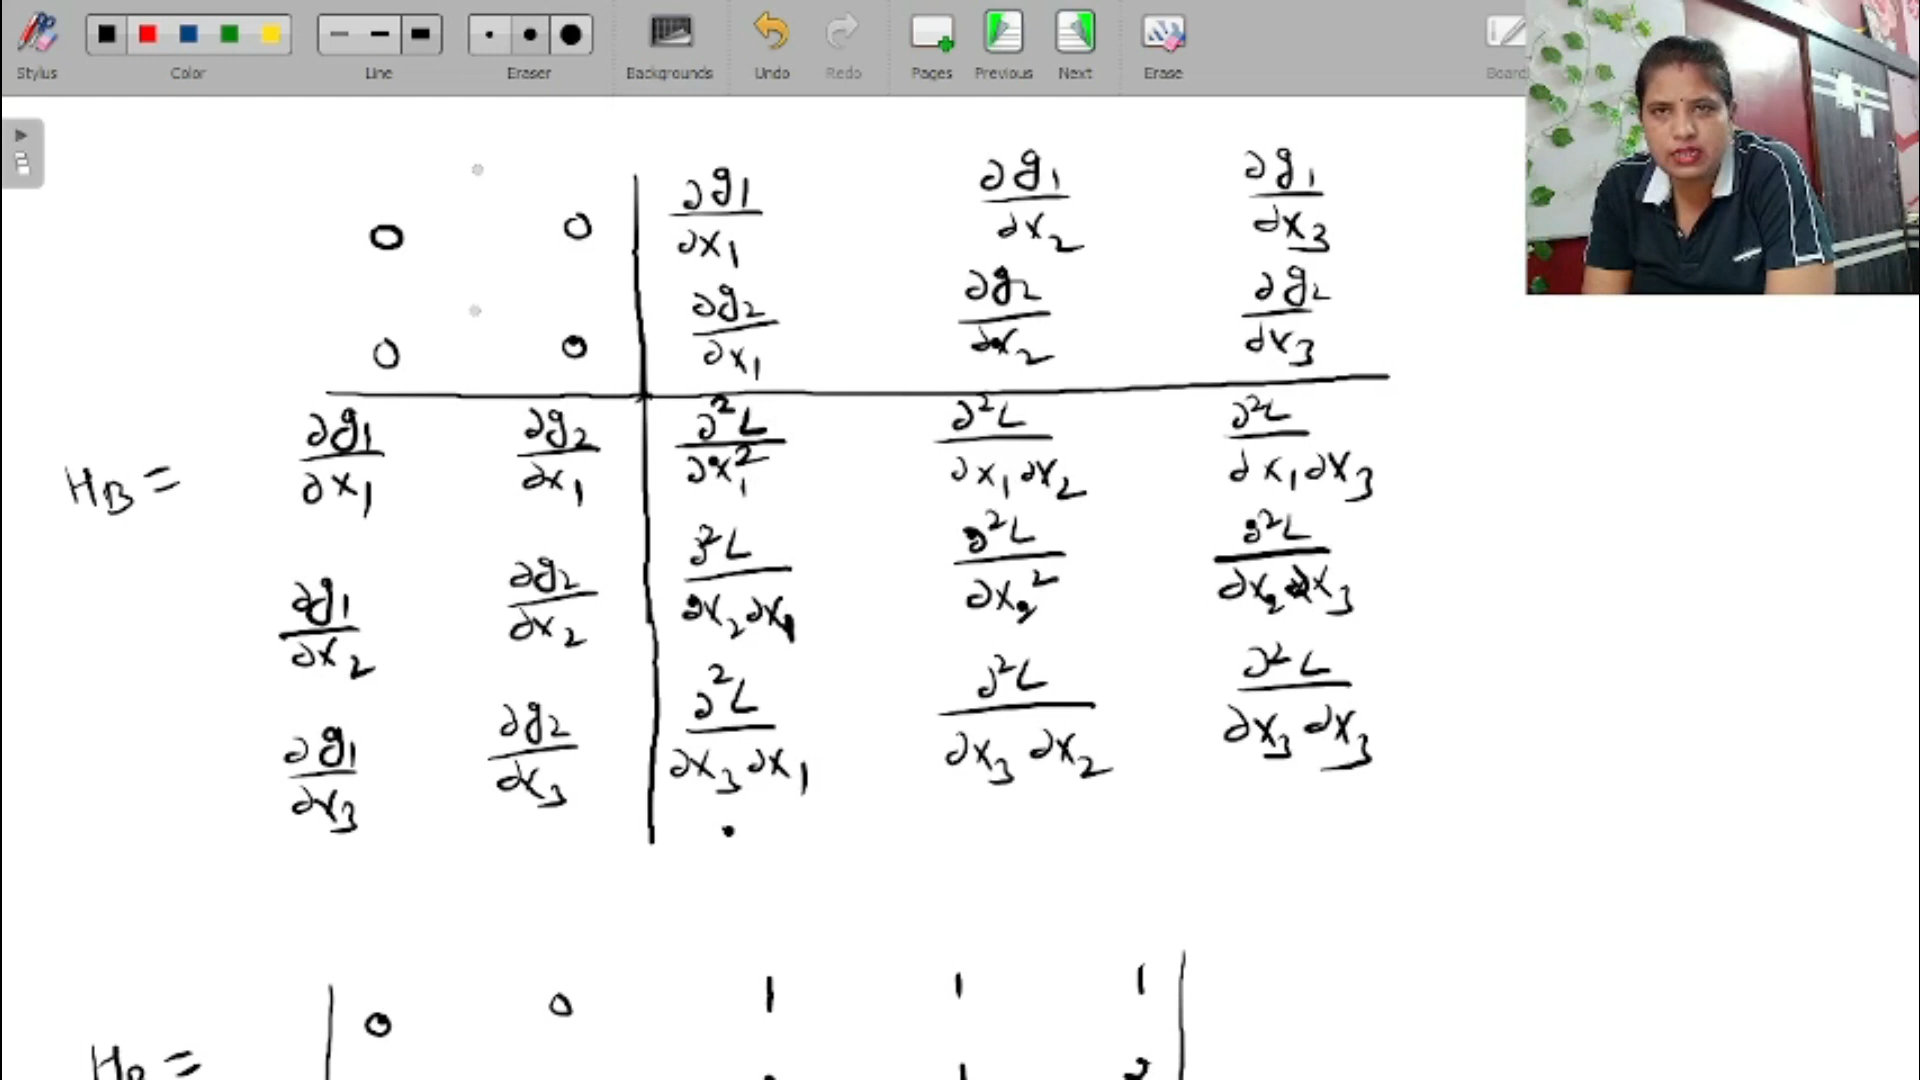 Stylus Color Line Eraser Backgrounds Undo Redo Pages Previous Next Erase Board
0 0 ∂g₁/∂x₁ ∂g₁/∂x₂ ∂g₁/∂x₃
0 0 ∂g₂/∂x₁ ∂g₂/∂x₂ ∂g₂/∂x₃
H_B = ∂g₁/∂x₁ ∂g₂/∂x₁ ∂²L/∂x₁² ∂²L/∂x₁∂x₂ ∂²L/∂x₁∂x₃
∂g₁/∂x₂ ∂g₂/∂x₂ ∂²L/∂x₂∂x₁ ∂²L/∂x₂² ∂²L/∂x₂∂x₃
∂g₁/∂x₃ ∂g₂/∂x₃ ∂²L/∂x₃∂x₁ ∂²L/∂x₃∂x₂ ∂²L/∂x₃∂x₃
0 0 1 1 1
H_B =